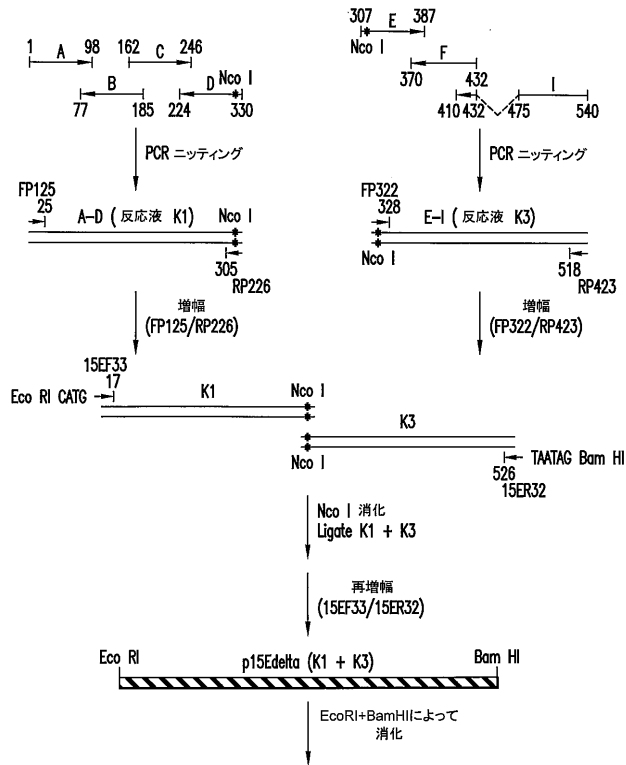 1 A 98 162 C 246
77 B 185 224 D 330
Nco I
307 E 387
Nco I
370 F 432
410 432 475 I 540
PCR ニッティング
PCR ニッティング
FP125
25
A-D (反応液 K1)
Nco I
305
RP226
FP322
328
E-I (反応液 K3)
Nco I
518
RP423
増幅
(FP125/RP226)
増幅
(FP322/RP423)
15EF33
17
Eco RI CATG
K1
Nco I
K3
Nco I
TAATAG Bam HI
526
15ER32
Nco I 消化
Ligate K1 + K3
再増幅
(15EF33/15ER32)
Eco RI
p15Edelta (K1 + K3)
Bam HI
EcoRI+BamHIによって
消化